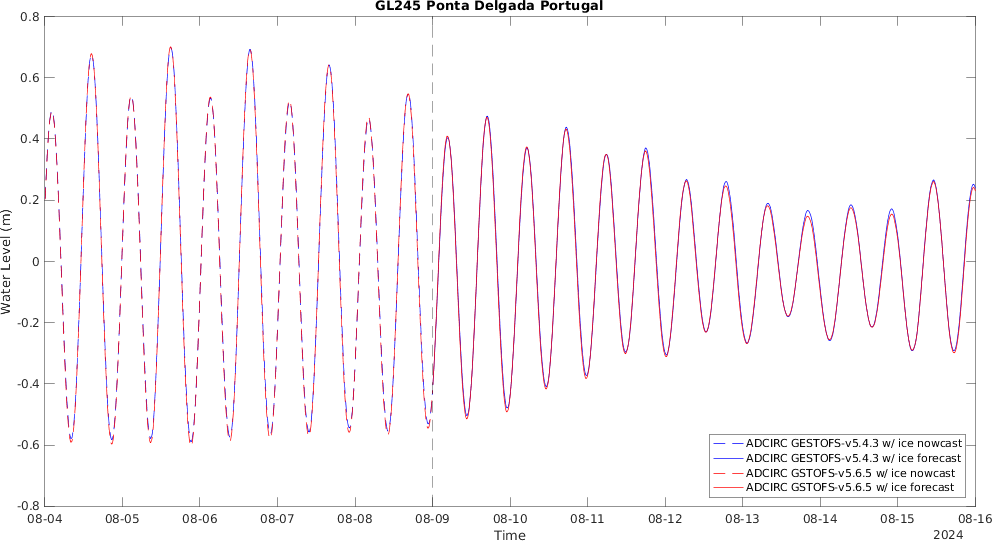 GL245 Ponta Delgada Portugal
0.8
0.6
0.4
0.2
0
-0.2
-0.4
-0.6
-0.8
Water Level (m)
ADCIRC GESTOFS-v5.4.3 w/ ice nowcast
ADCIRC GESTOFS-v5.4.3 w/ ice forecast
ADCIRC GSTOFS-v5.6.5 w/ ice nowcast
ADCIRC GSTOFS-v5.6.5 w/ ice forecast
08-04 08-05 08-06 08-07 08-08 08-09 08-10 08-11 08-12 08-13 08-14 08-15 08-16
Time
2024